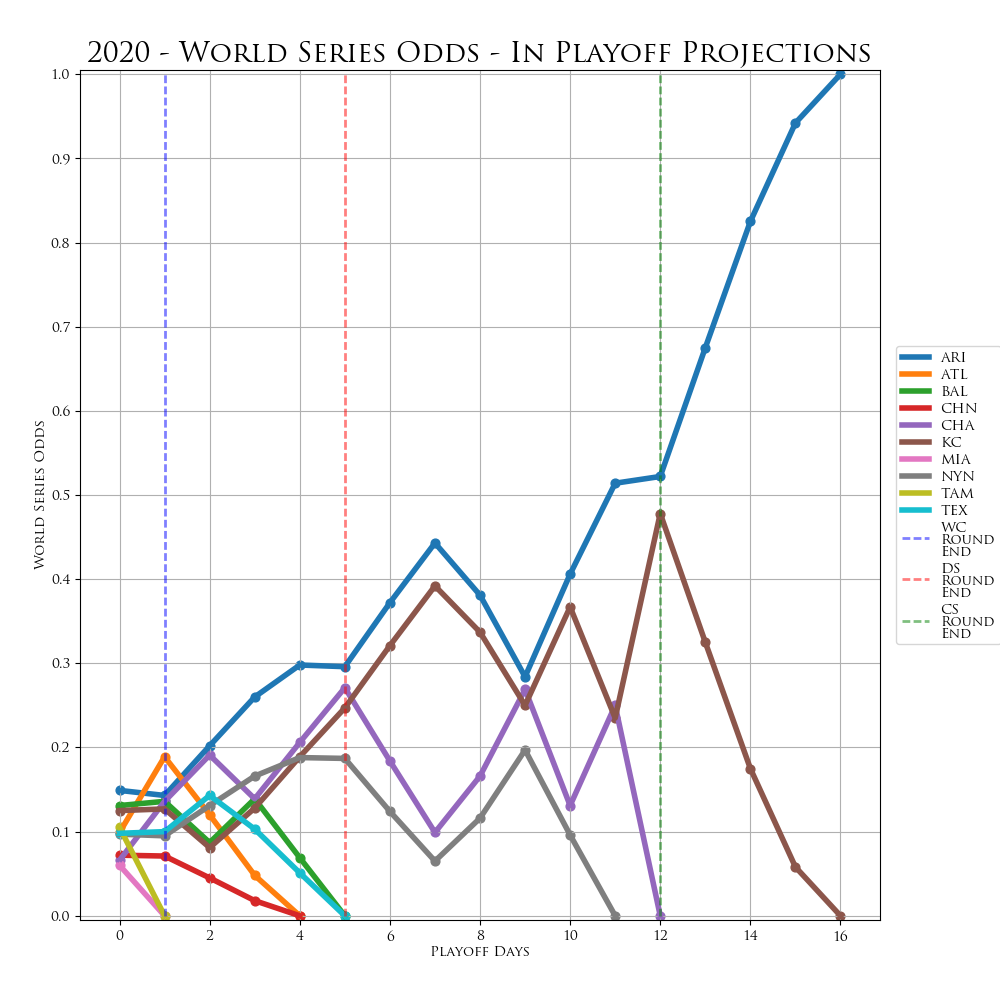 2020 - World Series Odds - In Playoff Projections
1.0
0.9
0.8
0.7
0.6
0.5
0.4
0.3
0.2
0.1
0.0
World Series Odds
0 2 4 6 8 10 12 14 16
Playoff Days
ARI
ATL
BAL
CHN
CHA
KC
MIA
NYN
TAM
TEX
WC
Round
End
DS
Round
End
CS
Round
End